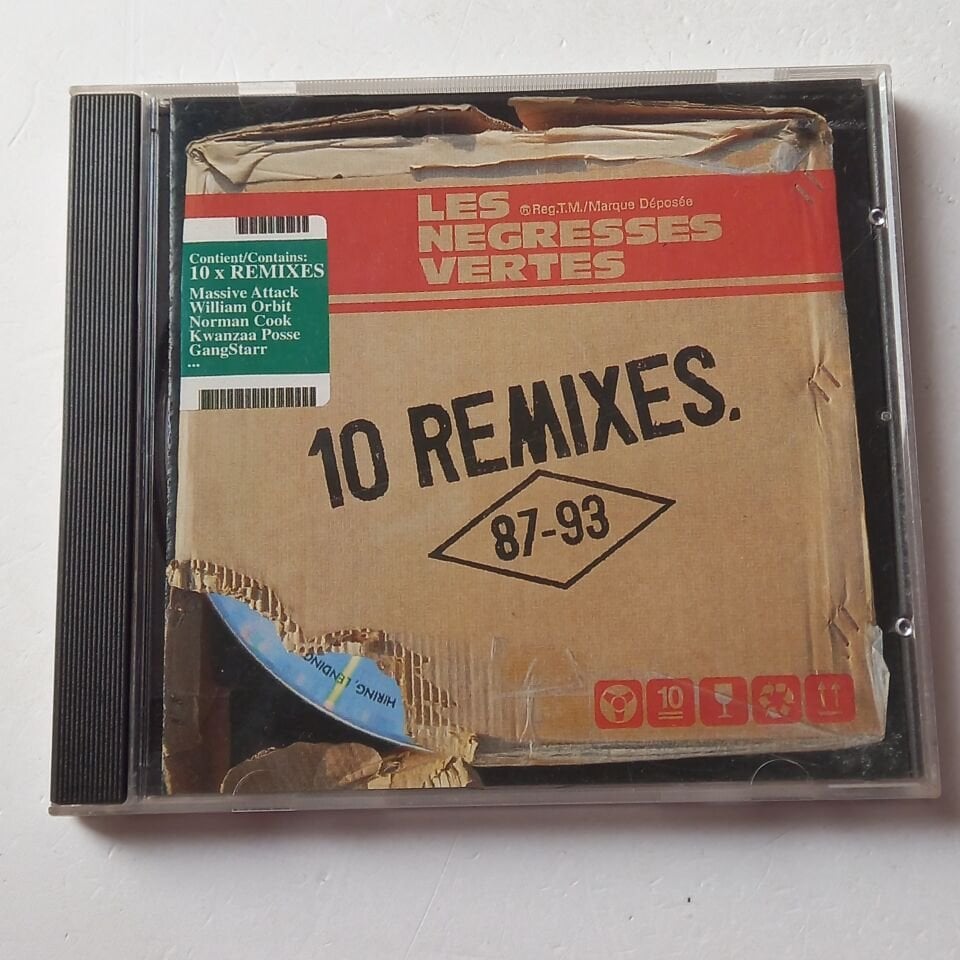 LES
® Reg.T.M./Marque Déposée
NEGRESSES
VERTES
Contient/Contains:
10 x REMIXES
Massive Attack
William Orbit
Norman Cook
Kwanzaa Posse
GangStarr
...
10 REMIXES.
87-93
HIRING, LENDING
10